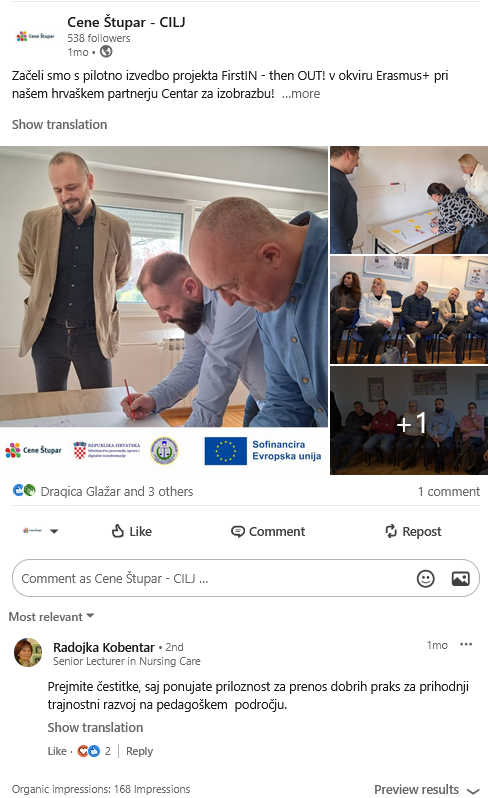 Cene Štupar - CILJ
538 followers
1mo •
Začeli smo s pilotno izvedbo projekta FirstIN - then OUT! v okviru Erasmus+ pri
našem hrvaškem partnerju Centar za izobrazbu! ...more
Show translation
+1
Cene Štupar
REPUBLIKA HRVATSKA
Sofinancira
Evropska unija
Dragica Glažar and 3 others
1 comment
Like
Comment
Repost
Comment as Cene Štupar - CILJ ...
Most relevant
Radojka Kobentar • 2nd
1mo
Senior Lecturer in Nursing Care
Prejmite čestitke, saj ponujate priloznost za prenos dobrih praks za prihodnji
trajnostni razvoj na pedagoškem področju.
Show translation
Like · 2 | Reply
Organic impressions: 168 Impressions
Preview results